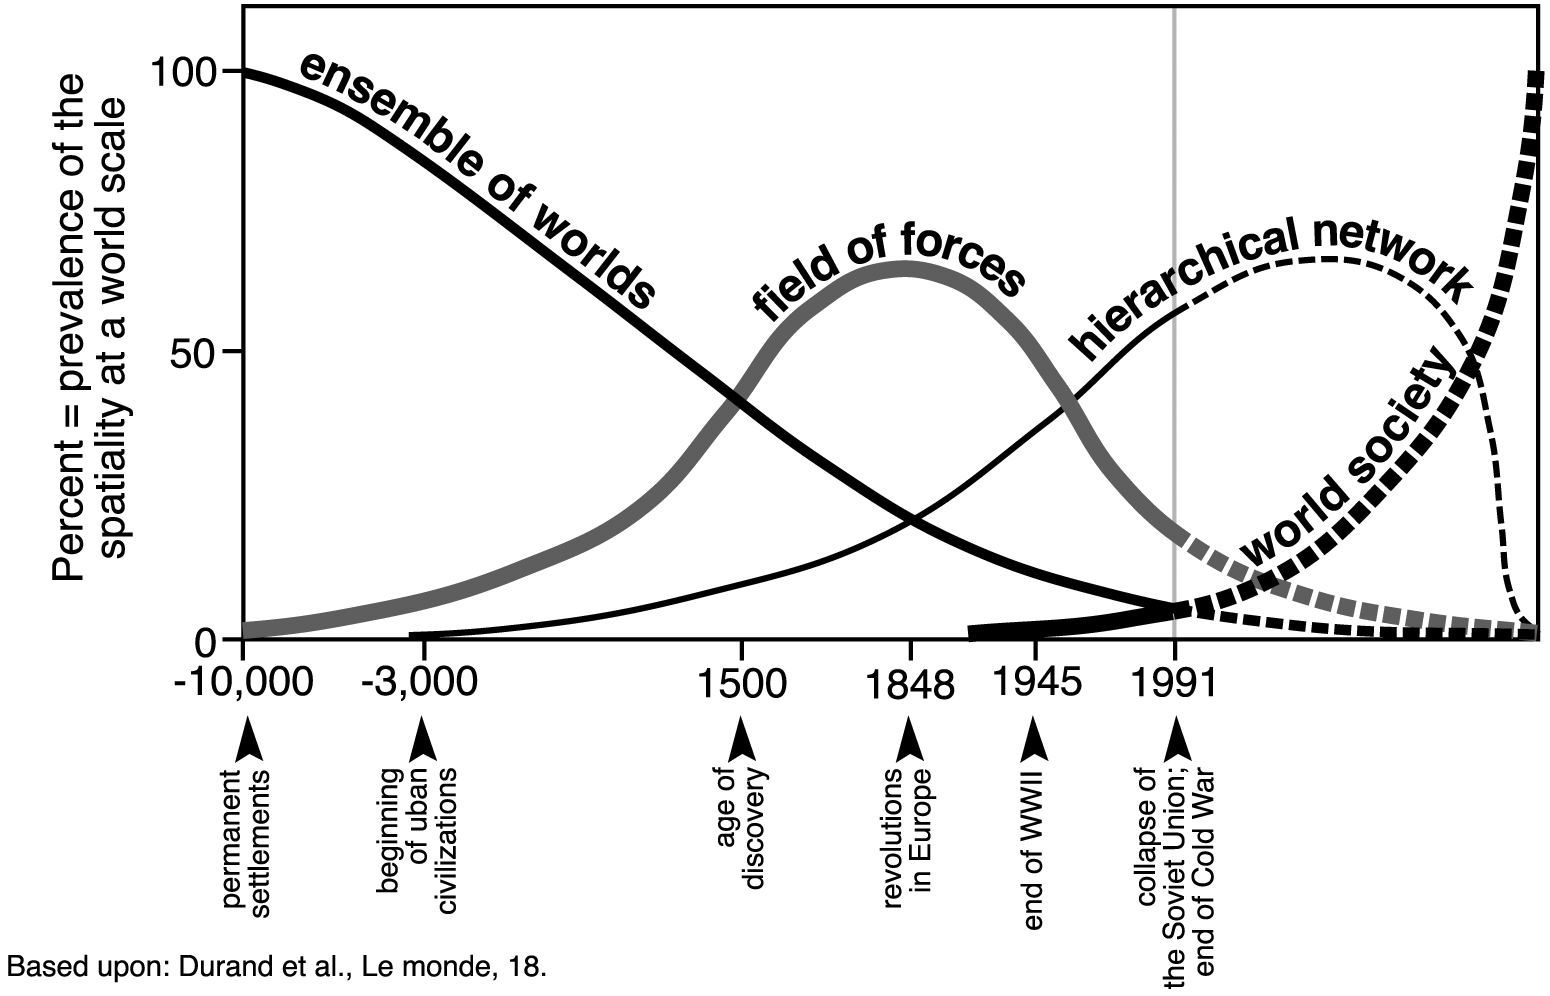 Percent = prevalence of the
spatiality at a world scale
100
50
0
ensemble of worlds
field of forces
hierarchical network
world society
-10,000
-3,000
1500
1848
1945
1991
permanent
settlements
beginning
of uban
civilizations
age of
discovery
revolutions
in Europe
end of WWII
collapse of
the Soviet Union;
end of Cold War
Based upon: Durand et al., Le monde, 18.